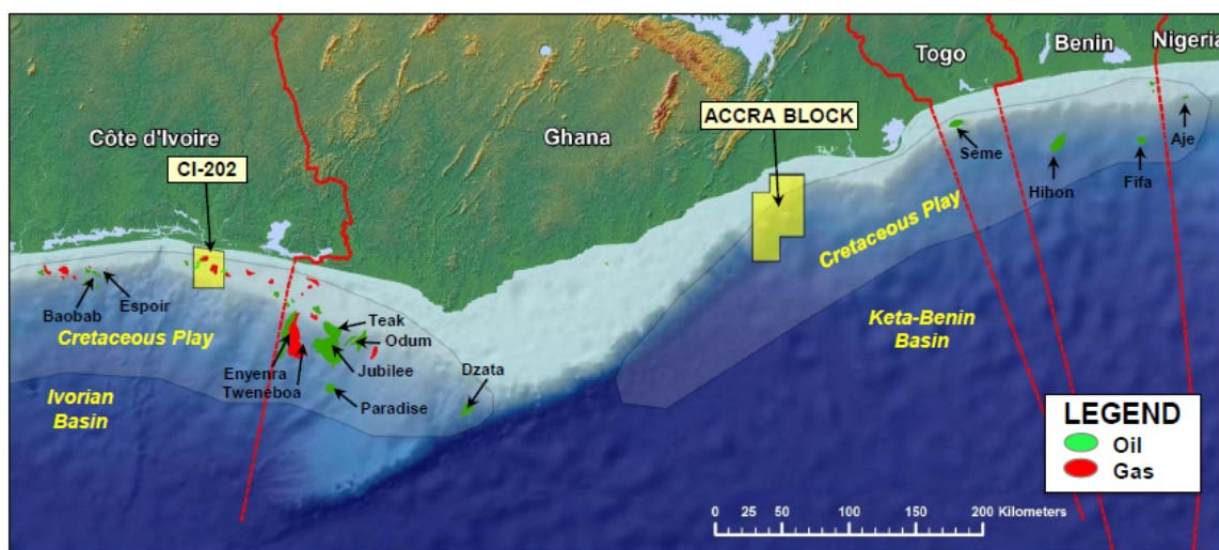 Togo
Benin
Nigeria
Côte d'Ivoire
Ghana
ACCRA BLOCK
CI-202
Seme
Hihon
Fifa
Aje
Cretaceous Play
Baobab
Espoir
Cretaceous Play
Ivorian
Basin
Enyenra
Tweneboa
Teak
Odum
Jubilee
Paradise
Dzata
Keta-Benin
Basin
LEGEND
Oil
Gas
0 25 50 100 150 200 Kilometers